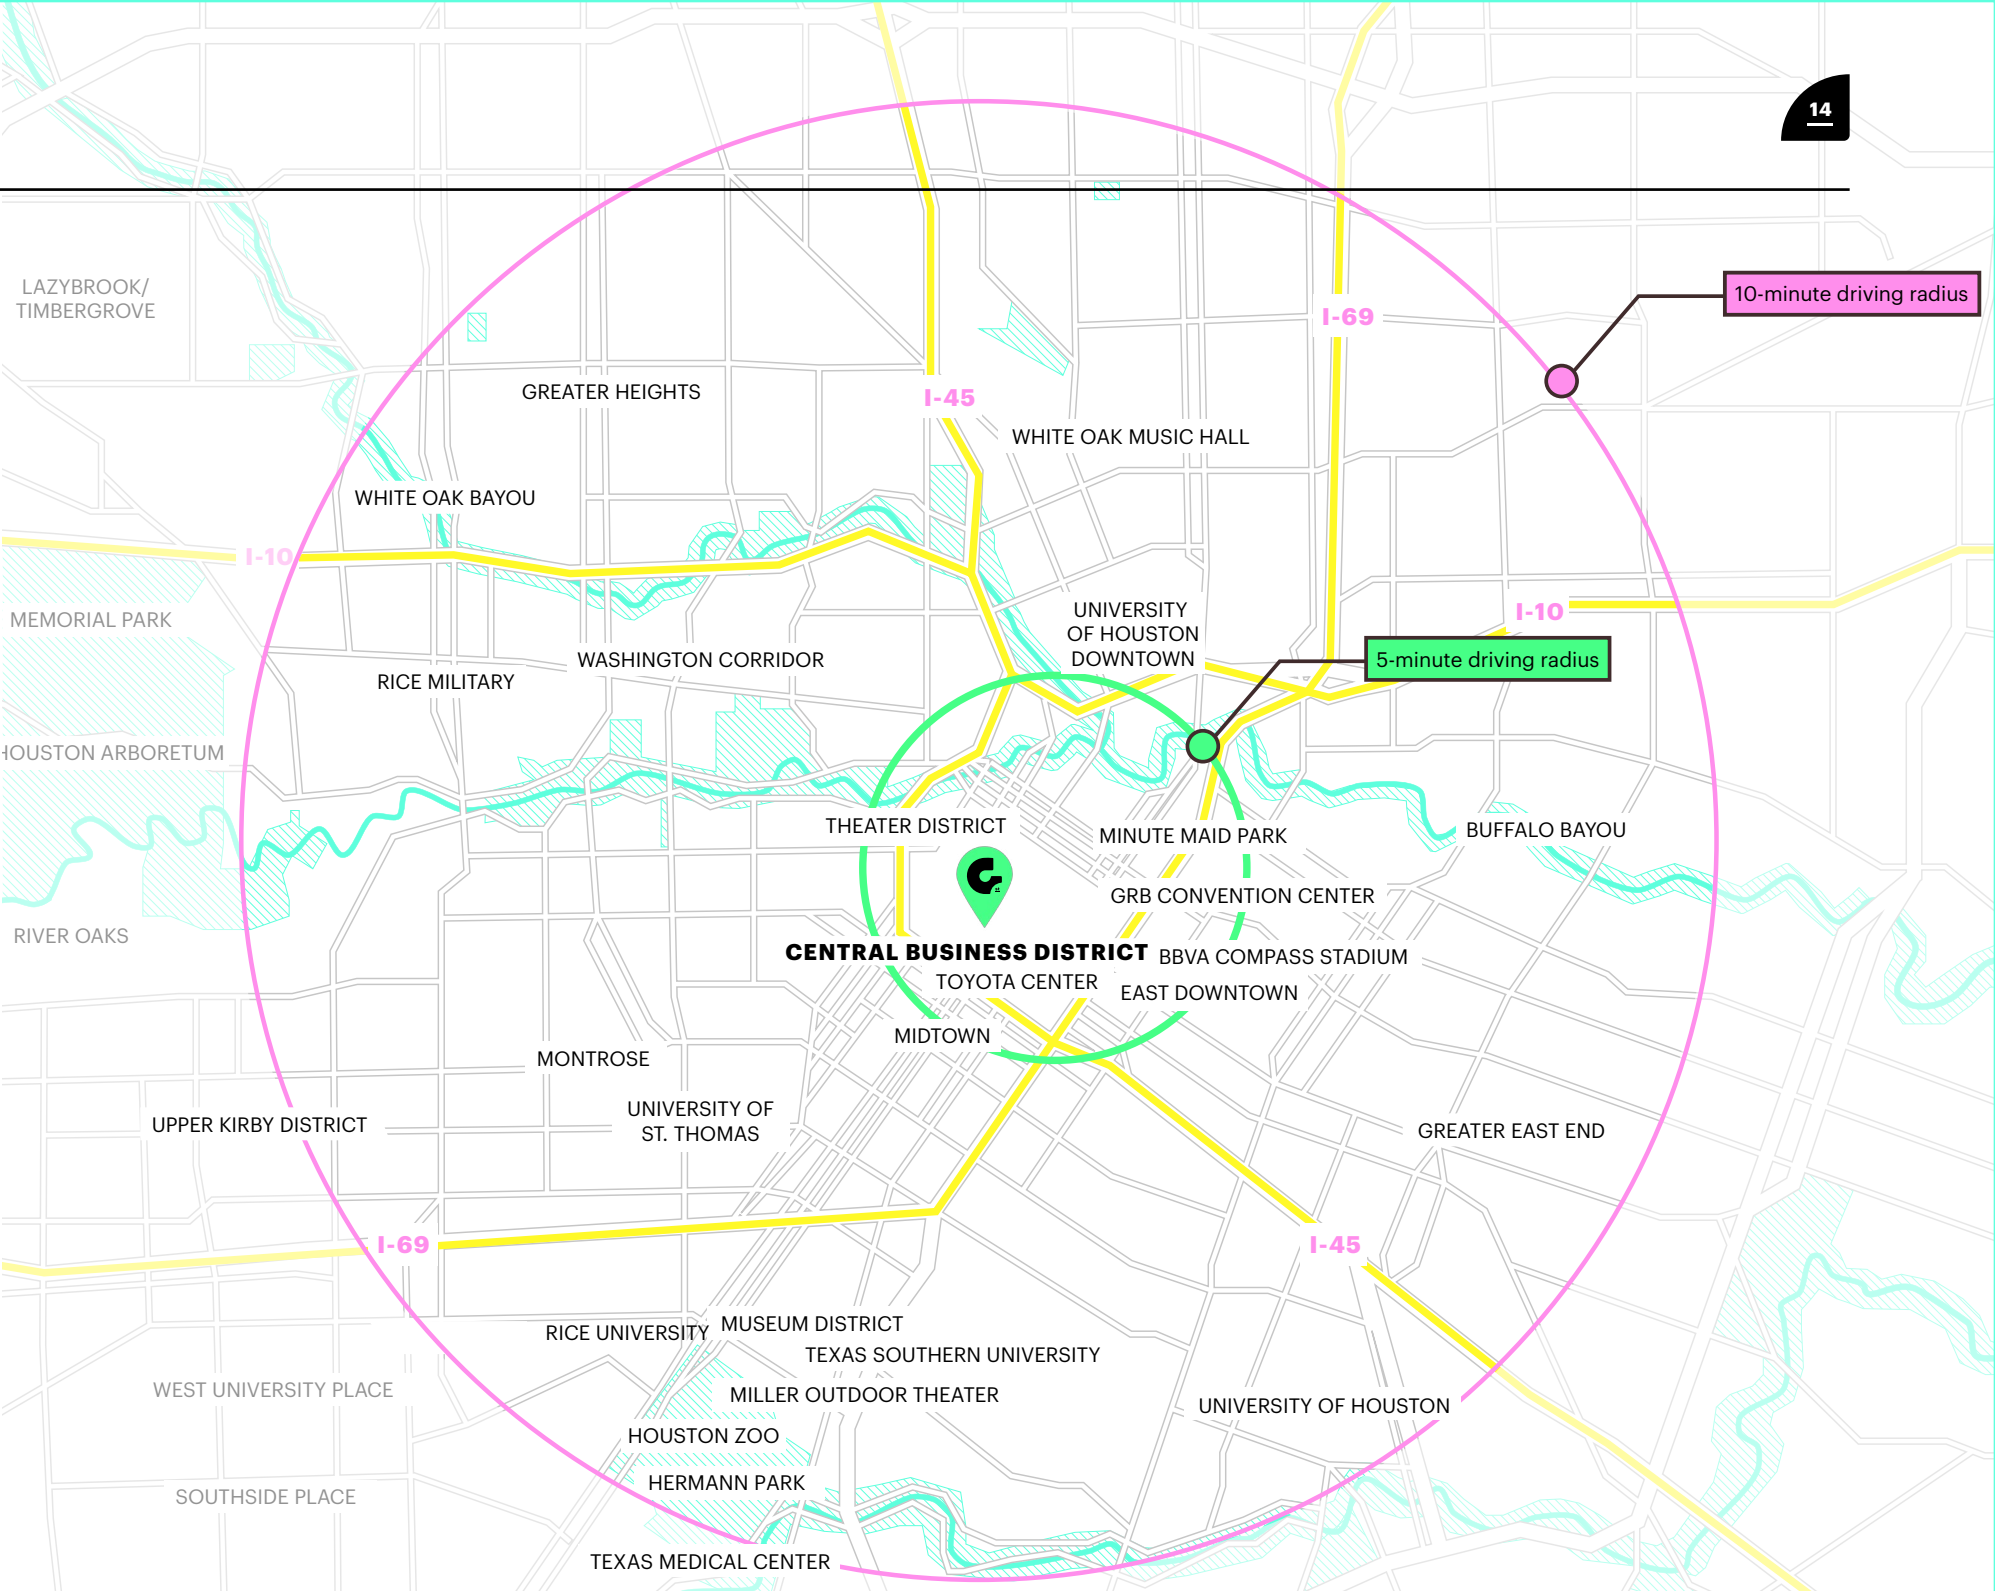 14
LAZYBROOK/
TIMBERGROVE
10-minute driving radius
I-69
GREATER HEIGHTS
I-45
WHITE OAK MUSIC HALL
WHITE OAK BAYOU
I-10
MEMORIAL PARK
UNIVERSITY
OF HOUSTON
DOWNTOWN
I-10
WASHINGTON CORRIDOR
5-minute driving radius
RICE MILITARY
HOUSTON ARBORETUM
THEATER DISTRICT
MINUTE MAID PARK
BUFFALO BAYOU
GRB CONVENTION CENTER
RIVER OAKS
CENTRAL BUSINESS DISTRICT
BBVA COMPASS STADIUM
TOYOTA CENTER
EAST DOWNTOWN
MIDTOWN
MONTROSE
UPPER KIRBY DISTRICT
UNIVERSITY OF
ST. THOMAS
GREATER EAST END
I-69
I-45
RICE UNIVERSITY
MUSEUM DISTRICT
TEXAS SOUTHERN UNIVERSITY
WEST UNIVERSITY PLACE
MILLER OUTDOOR THEATER
UNIVERSITY OF HOUSTON
HOUSTON ZOO
HERMANN PARK
SOUTHSIDE PLACE
TEXAS MEDICAL CENTER